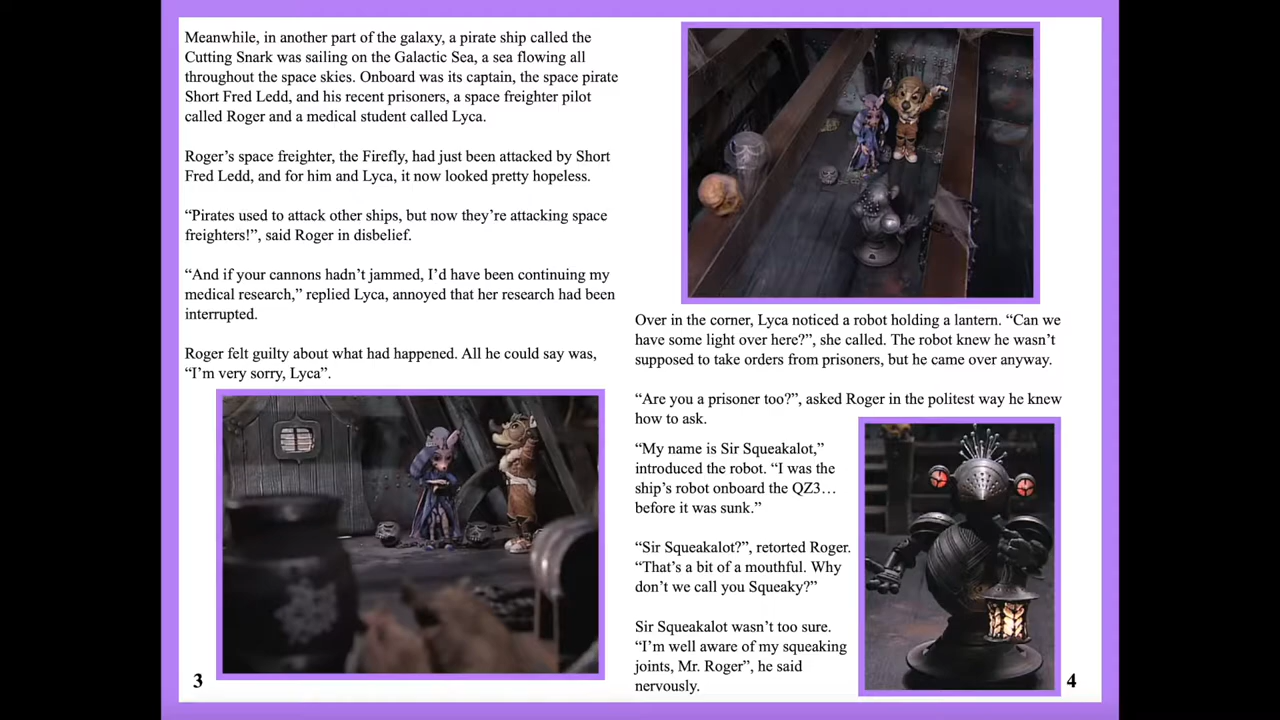 Meanwhile, in another part of the galaxy, a pirate ship called the
Cutting Snark was sailing on the Galactic Sea, a sea flowing all
throughout the space skies. Onboard was its captain, the space pirate
Short Fred Ledd, and his recent prisoners, a space freighter pilot
called Roger and a medical student called Lyca.
Roger’s space freighter, the Firefly, had just been attacked by Short
Fred Ledd, and for him and Lyca, it now looked pretty hopeless.
“Pirates used to attack other ships, but now they’re attacking space
freighters!”, said Roger in disbelief.
“And if your cannons hadn’t jammed, I’d have been continuing my
medical research,” replied Lyca, annoyed that her research had been
interrupted.
Roger felt guilty about what had happened. All he could say was,
“I’m very sorry, Lyca”.
3
Over in the corner, Lyca noticed a robot holding a lantern. “Can we
have some light over here?”, she called. The robot knew he wasn’t
supposed to take orders from prisoners, but he came over anyway.
“Are you a prisoner too?”, asked Roger in the politest way he knew
how to ask.
“My name is Sir Squeakalot,”
introduced the robot. “I was the
ship’s robot onboard the QZ3…
before it was sunk.”
“Sir Squeakalot?”, retorted Roger.
“That’s a bit of a mouthful. Why
don’t we call you Squeaky?”
Sir Squeakalot wasn’t too sure.
“I’m well aware of my squeaking
joints, Mr. Roger”, he said
nervously.
4